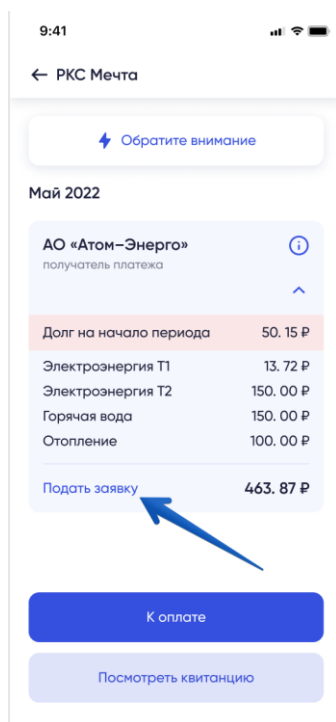 9:41
← РКС Мечта
Обратите внимание
Май 2022
АО «Атом–Энерго»
получатель платежа
Долг на начало периода 50. 15 ₽
Электроэнергия Т1 13. 72 ₽
Электроэнергия Т2 150. 00 ₽
Горячая вода 150. 00 ₽
Отопление 100. 00 ₽
Подать заявку 463. 87 ₽
К оплате
Посмотреть квитанцию